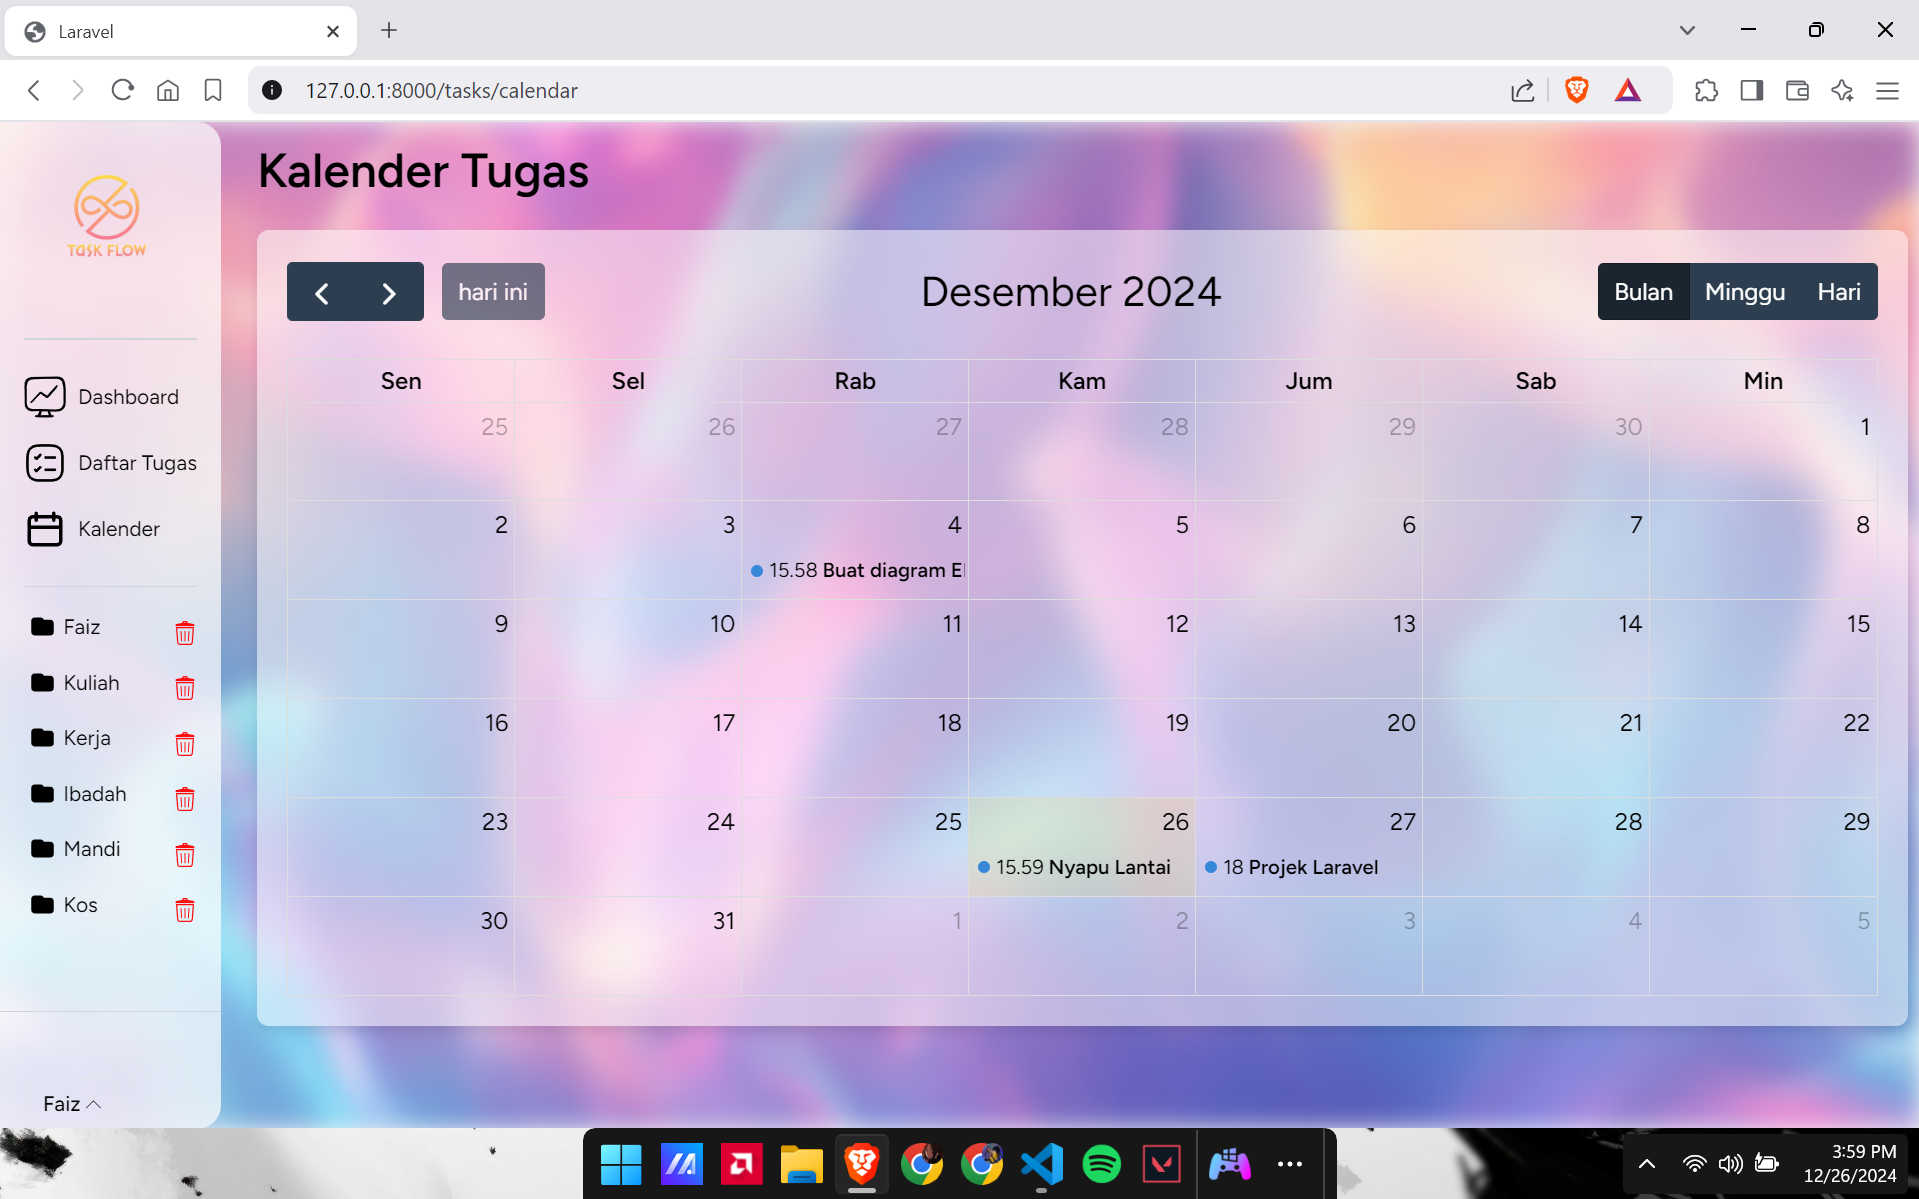 Laravel
127.0.0.1:8000/tasks/calendar
TASK FLOW
Dashboard
Daftar Tugas
Kalender
Faiz
Kuliah
Kerja
Ibadah
Mandi
Kos
Faiz
Kalender Tugas
hari ini
Desember 2024
Bulan Minggu Hari
Sen Sel Rab Kam Jum Sab Min
25 26 27 28 29 30 1
2 3 4 5 6 7 8
15.58 Buat diagram
9 10 11 12 13 14 15
16 17 18 19 20 21 22
23 24 25 26 27 28 29
15.59 Nyapu Lantai 18 Projek Laravel
30 31 1 2 3 4 5
3:59 PM
12/26/2024